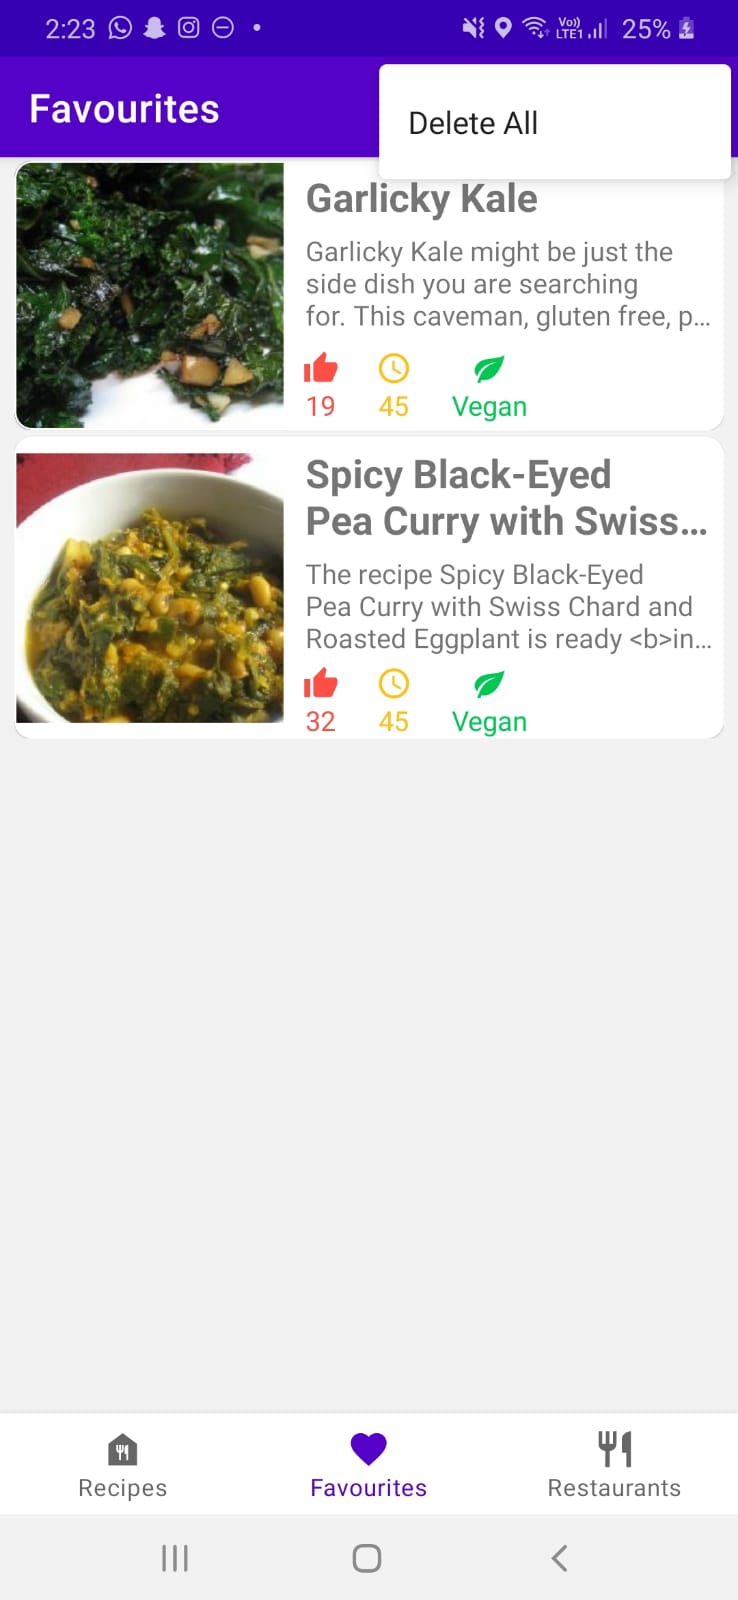 2:23
Vo))
LTE1
25%
Favourites
Delete All
Garlicky Kale
Garlicky Kale might be just the
side dish you are searching
for. This caveman, gluten free, p...
19
45
Vegan
Spicy Black-Eyed
Pea Curry with Swiss...
The recipe Spicy Black-Eyed
Pea Curry with Swiss Chard and
Roasted Eggplant is ready <b>in...
32
45
Vegan
Recipes
Favourites
Restaurants